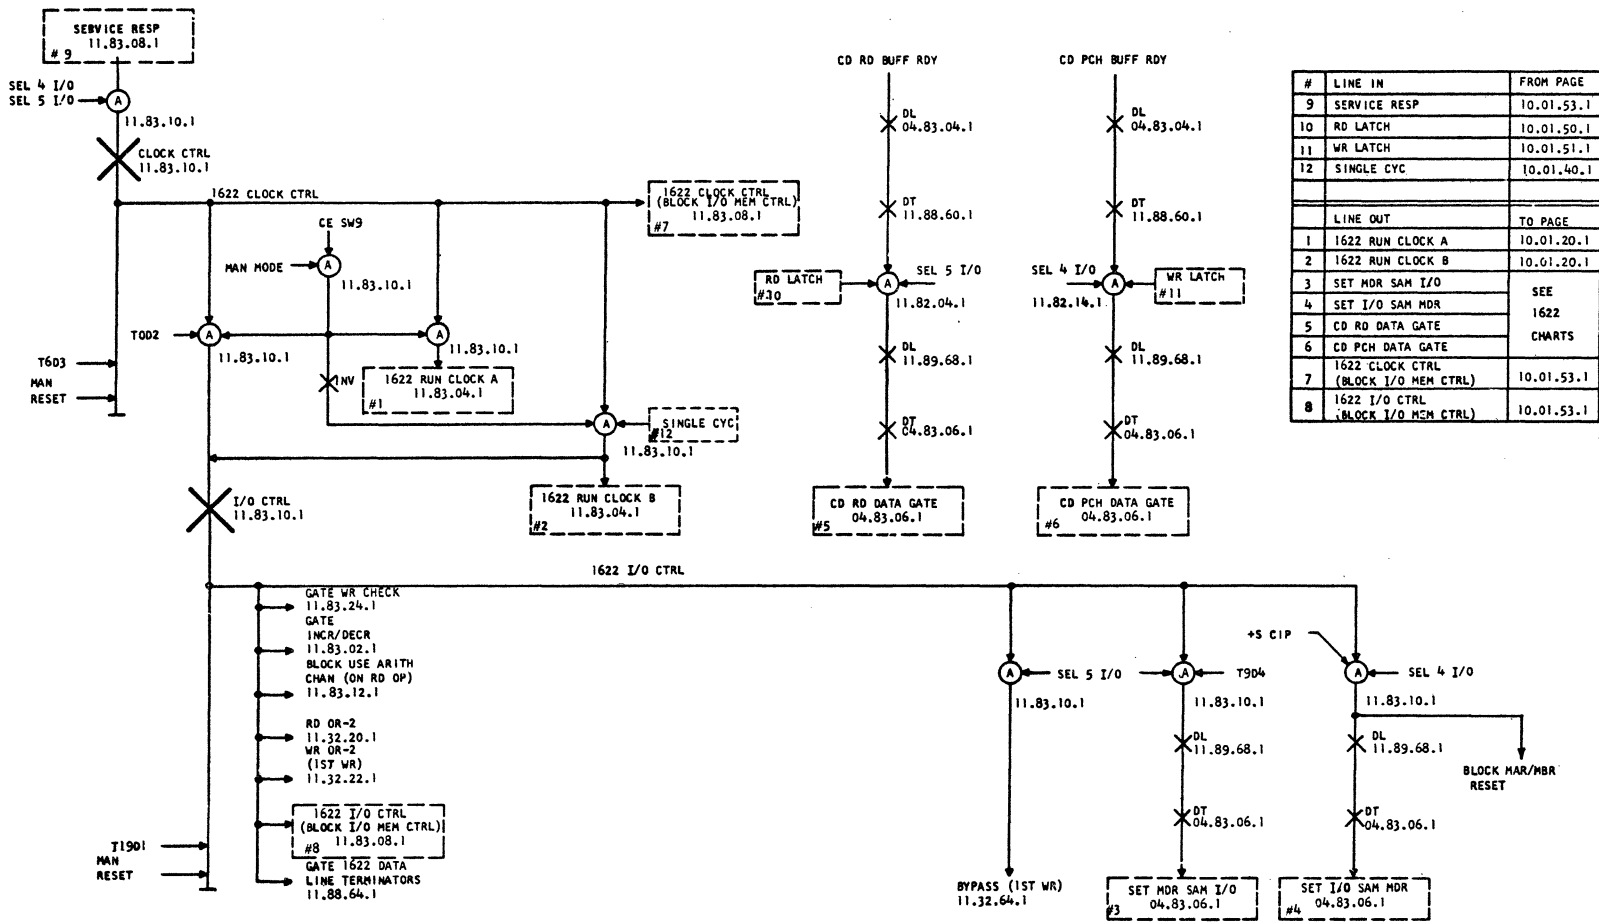 SERVICE RESP
11.83.08.1
# 9
SEL 4 I/O
SEL 5 I/O
A
11.83.10.1
CLOCK CTRL
11.83.10.1
1622 CLOCK CTRL
1622 CLOCK CTRL
(BLOCK I/O MEM CTRL)
11.83.08.1
#7
CE SW9
MAN MODE
A
11.83.10.1
TOD2
A
11.83.10.1
A
11.83.10.1
T6D3
MAN
RESET
INV
1622 RUN CLOCK A
11.83.04.1
#1
A
SINGLE CYC
#12
11.83.10.1
1622 RUN CLOCK B
11.83.04.1
#2
I/O CTRL
11.83.10.1
CD RD BUFF RDY
DL
04.83.04.1
DT
11.88.60.1
RD LATCH
#10
A
SEL 5 I/O
11.82.04.1
DL
11.89.68.1
DT
04.83.06.1
CD RD DATA GATE
04.83.06.1
#5
CD PCH BUFF RDY
DL
04.83.04.1
DT
11.88.60.1
SEL 4 I/O
A
WR LATCH
#11
11.82.14.1
DL
11.89.68.1
DT
04.83.06.1
CD PCH DATA GATE
04.83.06.1
#6
# LINE IN FROM PAGE
9 SERVICE RESP 10.01.53.1
10 RD LATCH 10.01.50.1
11 WR LATCH 10.01.51.1
12 SINGLE CYC 10.01.40.1
LINE OUT TO PAGE
1 1622 RUN CLOCK A 10.01.20.1
2 1622 RUN CLOCK B 10.01.20.1
3 SET MDR SAM I/O
4 SET I/O SAM MDR
5 CD RD DATA GATE
6 CD PCH DATA GATE
SEE
1622
CHARTS
7 1622 CLOCK CTRL
(BLOCK I/O MEM CTRL) 10.01.53.1
8 1622 I/O CTRL
(BLOCK I/O MEM CTRL) 10.01.53.1
1622 I/O CTRL
GATE WR CHECK
11.83.24.1
GATE
INCR/DECR
11.83.02.1
BLOCK USE ARITH
CHAN (ON RD OP)
11.83.12.1
RD OR-2
11.32.20.1
WR OR-2
(1ST WR)
11.32.22.1
1622 I/O CTRL
(BLOCK I/O MEM CTRL)
11.83.08.1
#8
GATE 1622 DATA
LINE TERMINATORS
11.88.64.1
T19D1
MAN
RESET
A
SEL 5 I/O
11.83.10.1
BYPASS (1ST WR)
11.32.64.1
A
T9D4
11.83.10.1
DL
11.89.68.1
DT
04.83.06.1
SET MDR SAM I/O
04.83.06.1
#3
+S CIP
A
SEL 4 I/O
11.83.10.1
DL
11.89.68.1
BLOCK MAR/MBR
RESET
DT
04.83.06.1
SET I/O SAM MDR
04.83.06.1
#4